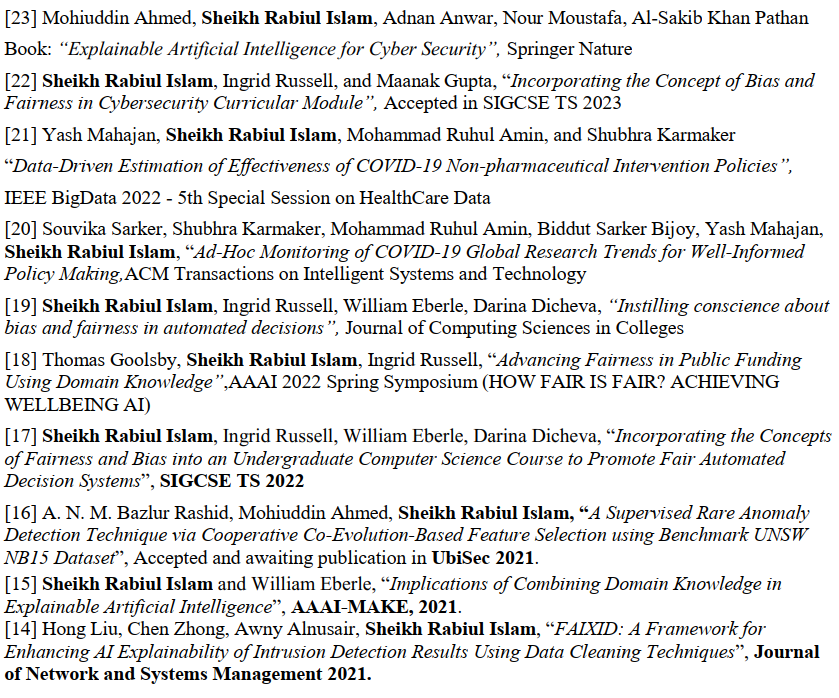 [23] Mohiuddin Ahmed, Sheikh Rabiul Islam, Adnan Anwar, Nour Moustafa, Al-Sakib Khan Pathan
Book: “Explainable Artificial Intelligence for Cyber Security”, Springer Nature
[22] Sheikh Rabiul Islam, Ingrid Russell, and Maanak Gupta, “Incorporating the Concept of Bias and
Fairness in Cybersecurity Curricular Module”, Accepted in SIGCSE TS 2023
[21] Yash Mahajan, Sheikh Rabiul Islam, Mohammad Ruhul Amin, and Shubhra Karmaker
“Data-Driven Estimation of Effectiveness of COVID-19 Non-pharmaceutical Intervention Policies”,
IEEE BigData 2022 - 5th Special Session on HealthCare Data
[20] Souvika Sarker, Shubhra Karmaker, Mohammad Ruhul Amin, Biddut Sarker Bijoy, Yash Mahajan,
Sheikh Rabiul Islam, “Ad-Hoc Monitoring of COVID-19 Global Research Trends for Well-Informed
Policy Making,ACM Transactions on Intelligent Systems and Technology
[19] Sheikh Rabiul Islam, Ingrid Russell, William Eberle, Darina Dicheva, “Instilling conscience about
bias and fairness in automated decisions”, Journal of Computing Sciences in Colleges
[18] Thomas Goolsby, Sheikh Rabiul Islam, Ingrid Russell, “Advancing Fairness in Public Funding
Using Domain Knowledge”,AAAI 2022 Spring Symposium (HOW FAIR IS FAIR? ACHIEVING
WELLBEING AI)
[17] Sheikh Rabiul Islam, Ingrid Russell, William Eberle, Darina Dicheva, “Incorporating the Concepts
of Fairness and Bias into an Undergraduate Computer Science Course to Promote Fair Automated
Decision Systems”, SIGCSE TS 2022
[16] A. N. M. Bazlur Rashid, Mohiuddin Ahmed, Sheikh Rabiul Islam, “A Supervised Rare Anomaly
Detection Technique via Cooperative Co-Evolution-Based Feature Selection using Benchmark UNSW
NB15 Dataset”, Accepted and awaiting publication in UbiSec 2021.
[15] Sheikh Rabiul Islam and William Eberle, “Implications of Combining Domain Knowledge in
Explainable Artificial Intelligence”, AAAI-MAKE, 2021.
[14] Hong Liu, Chen Zhong, Awny Alnusair, Sheikh Rabiul Islam, “FAIXID: A Framework for
Enhancing AI Explainability of Intrusion Detection Results Using Data Cleaning Techniques”, Journal
of Network and Systems Management 2021.